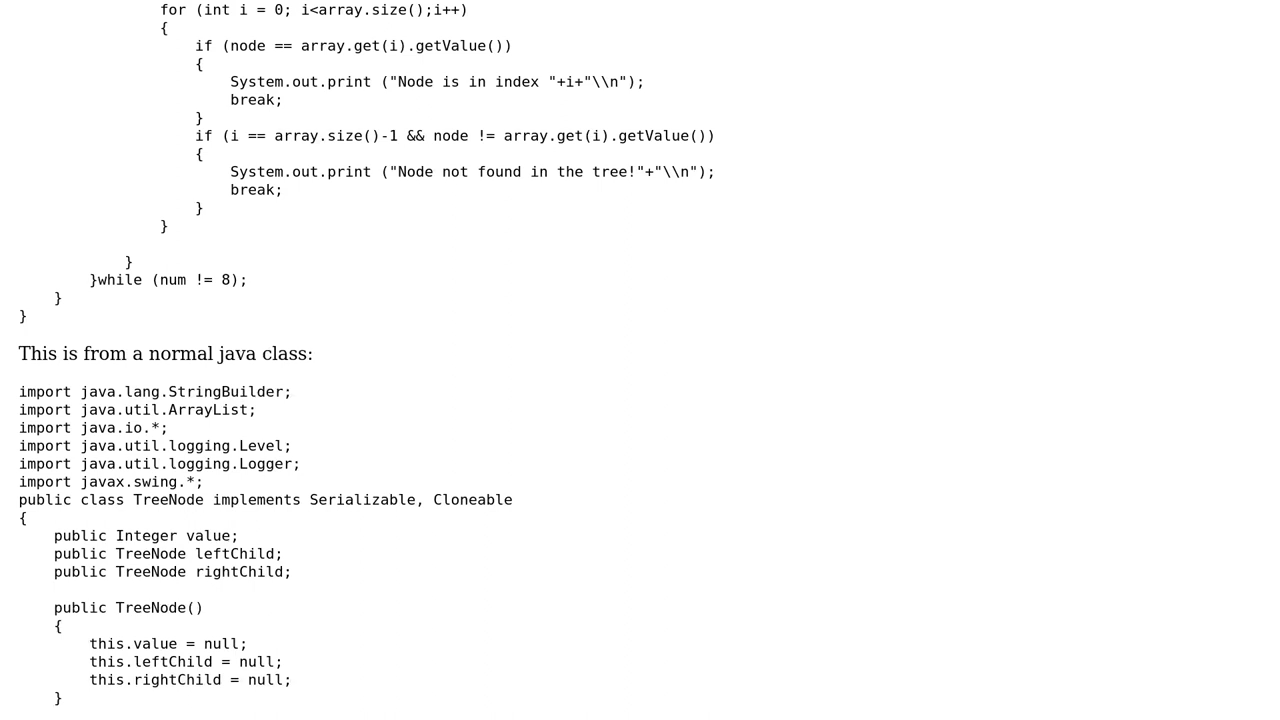 for (int i = 0; i<array.size();i++)
{
if (node == array.get(i).getValue())
{
System.out.print ("Node is in index "+i+"\\n");
break;
}
if (i == array.size()-1 && node != array.get(i).getValue())
{
System.out.print ("Node not found in the tree!"+"\\n");
break;
}
}
}
}while (num != 8);
}
}
This is from a normal java class:
import java.lang.StringBuilder;
import java.util.ArrayList;
import java.io.*;
import java.util.logging.Level;
import java.util.logging.Logger;
import javax.swing.*;
public class TreeNode implements Serializable, Cloneable
{
public Integer value;
public TreeNode leftChild;
public TreeNode rightChild;
public TreeNode()
{
this.value = null;
this.leftChild = null;
this.rightChild = null;
}